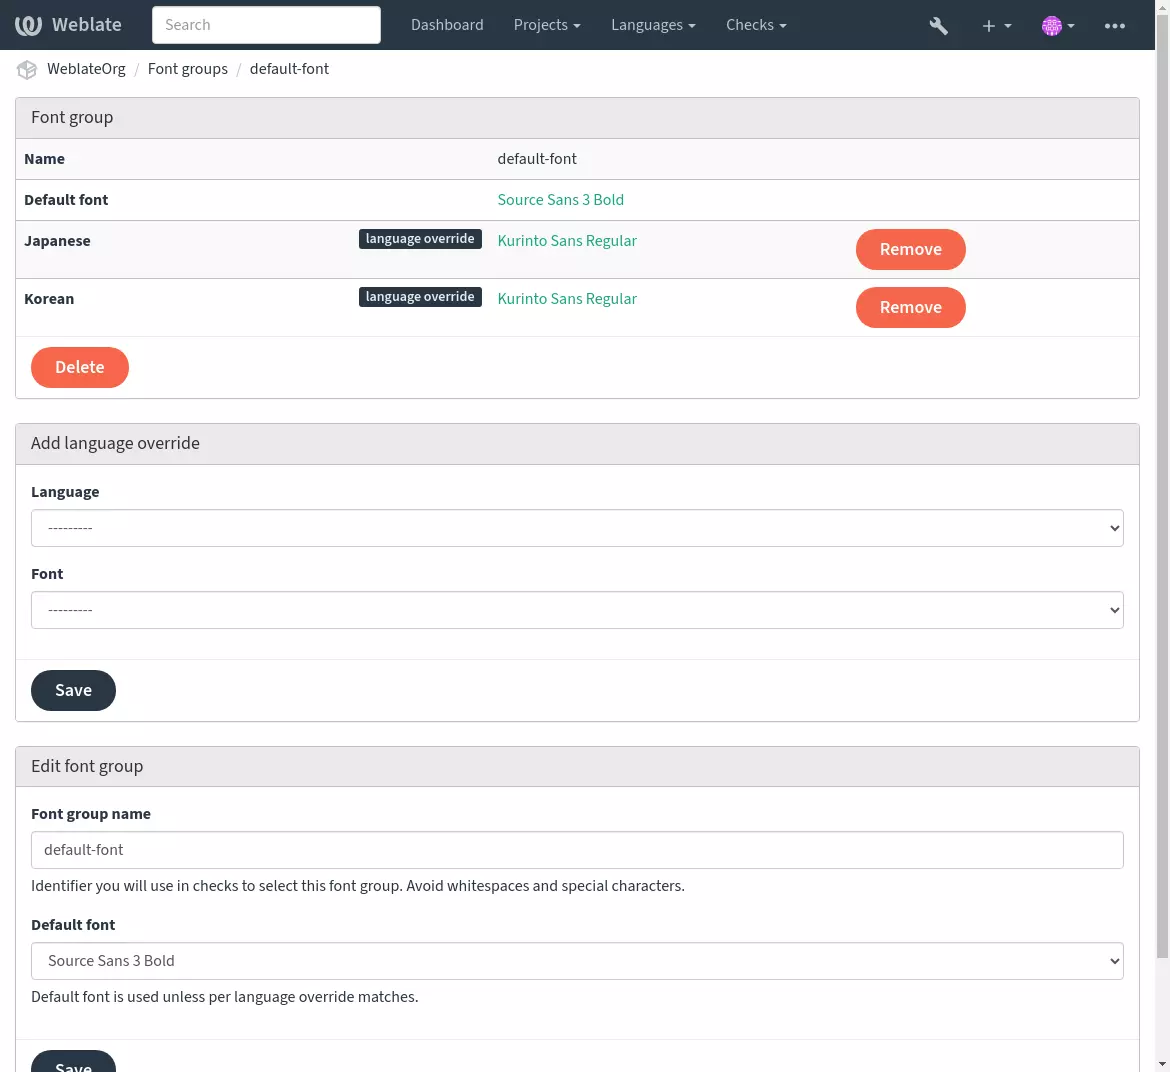 Weblate Search Dashboard Projects Languages Checks
WeblateOrg / Font groups / default-font
Font group
Name default-font
Default font Source Sans 3 Bold
Japanese language override Kurinto Sans Regular Remove
Korean language override Kurinto Sans Regular Remove
Delete
Add language override
Language
---------
Font
---------
Save
Edit font group
Font group name
default-font
Identifier you will use in checks to select this font group. Avoid whitespaces and special characters.
Default font
Source Sans 3 Bold
Default font is used unless per language override matches.
Save